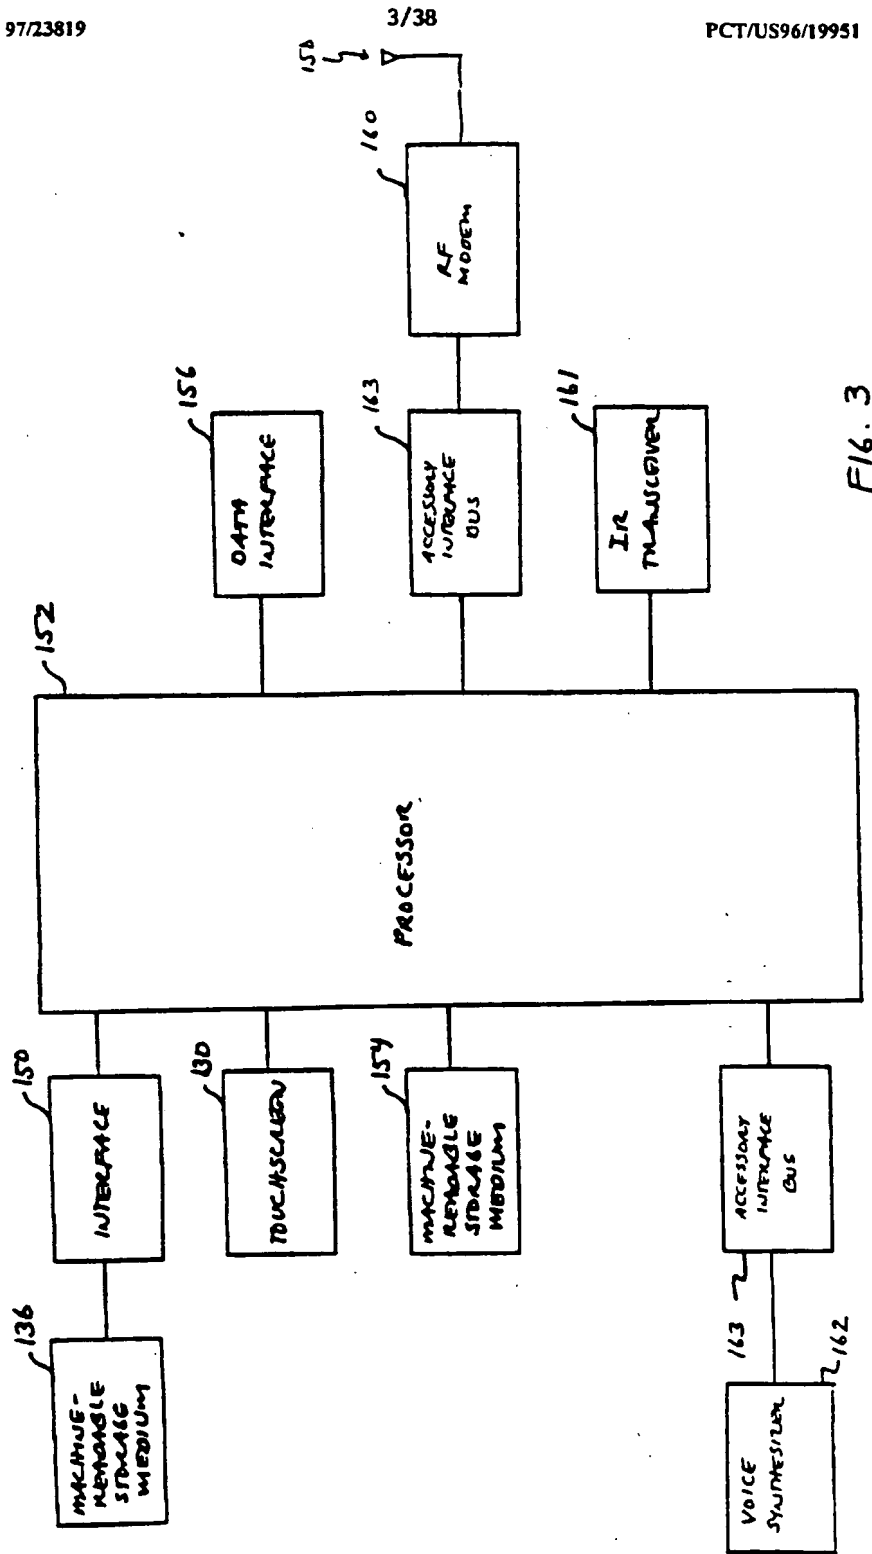 97/23819
3/38
PCT/US96/19951
136
MACHINE-
READABLE
STORAGE
MEDIUM
150
INTERFACE
130
TOUCHSCREEN
154
MACHINE-
READABLE
STORAGE
MEDIUM
VOICE
SYNTHESIZER
162
163
ACCESSORY
INTERFACE
BUS
152
PROCESSOR
156
DATA
INTERFACE
163
ACCESSORY
INTERFACE
BUS
161
IR
TRANSCEIVER
160
RF
MODEM
FIG. 3